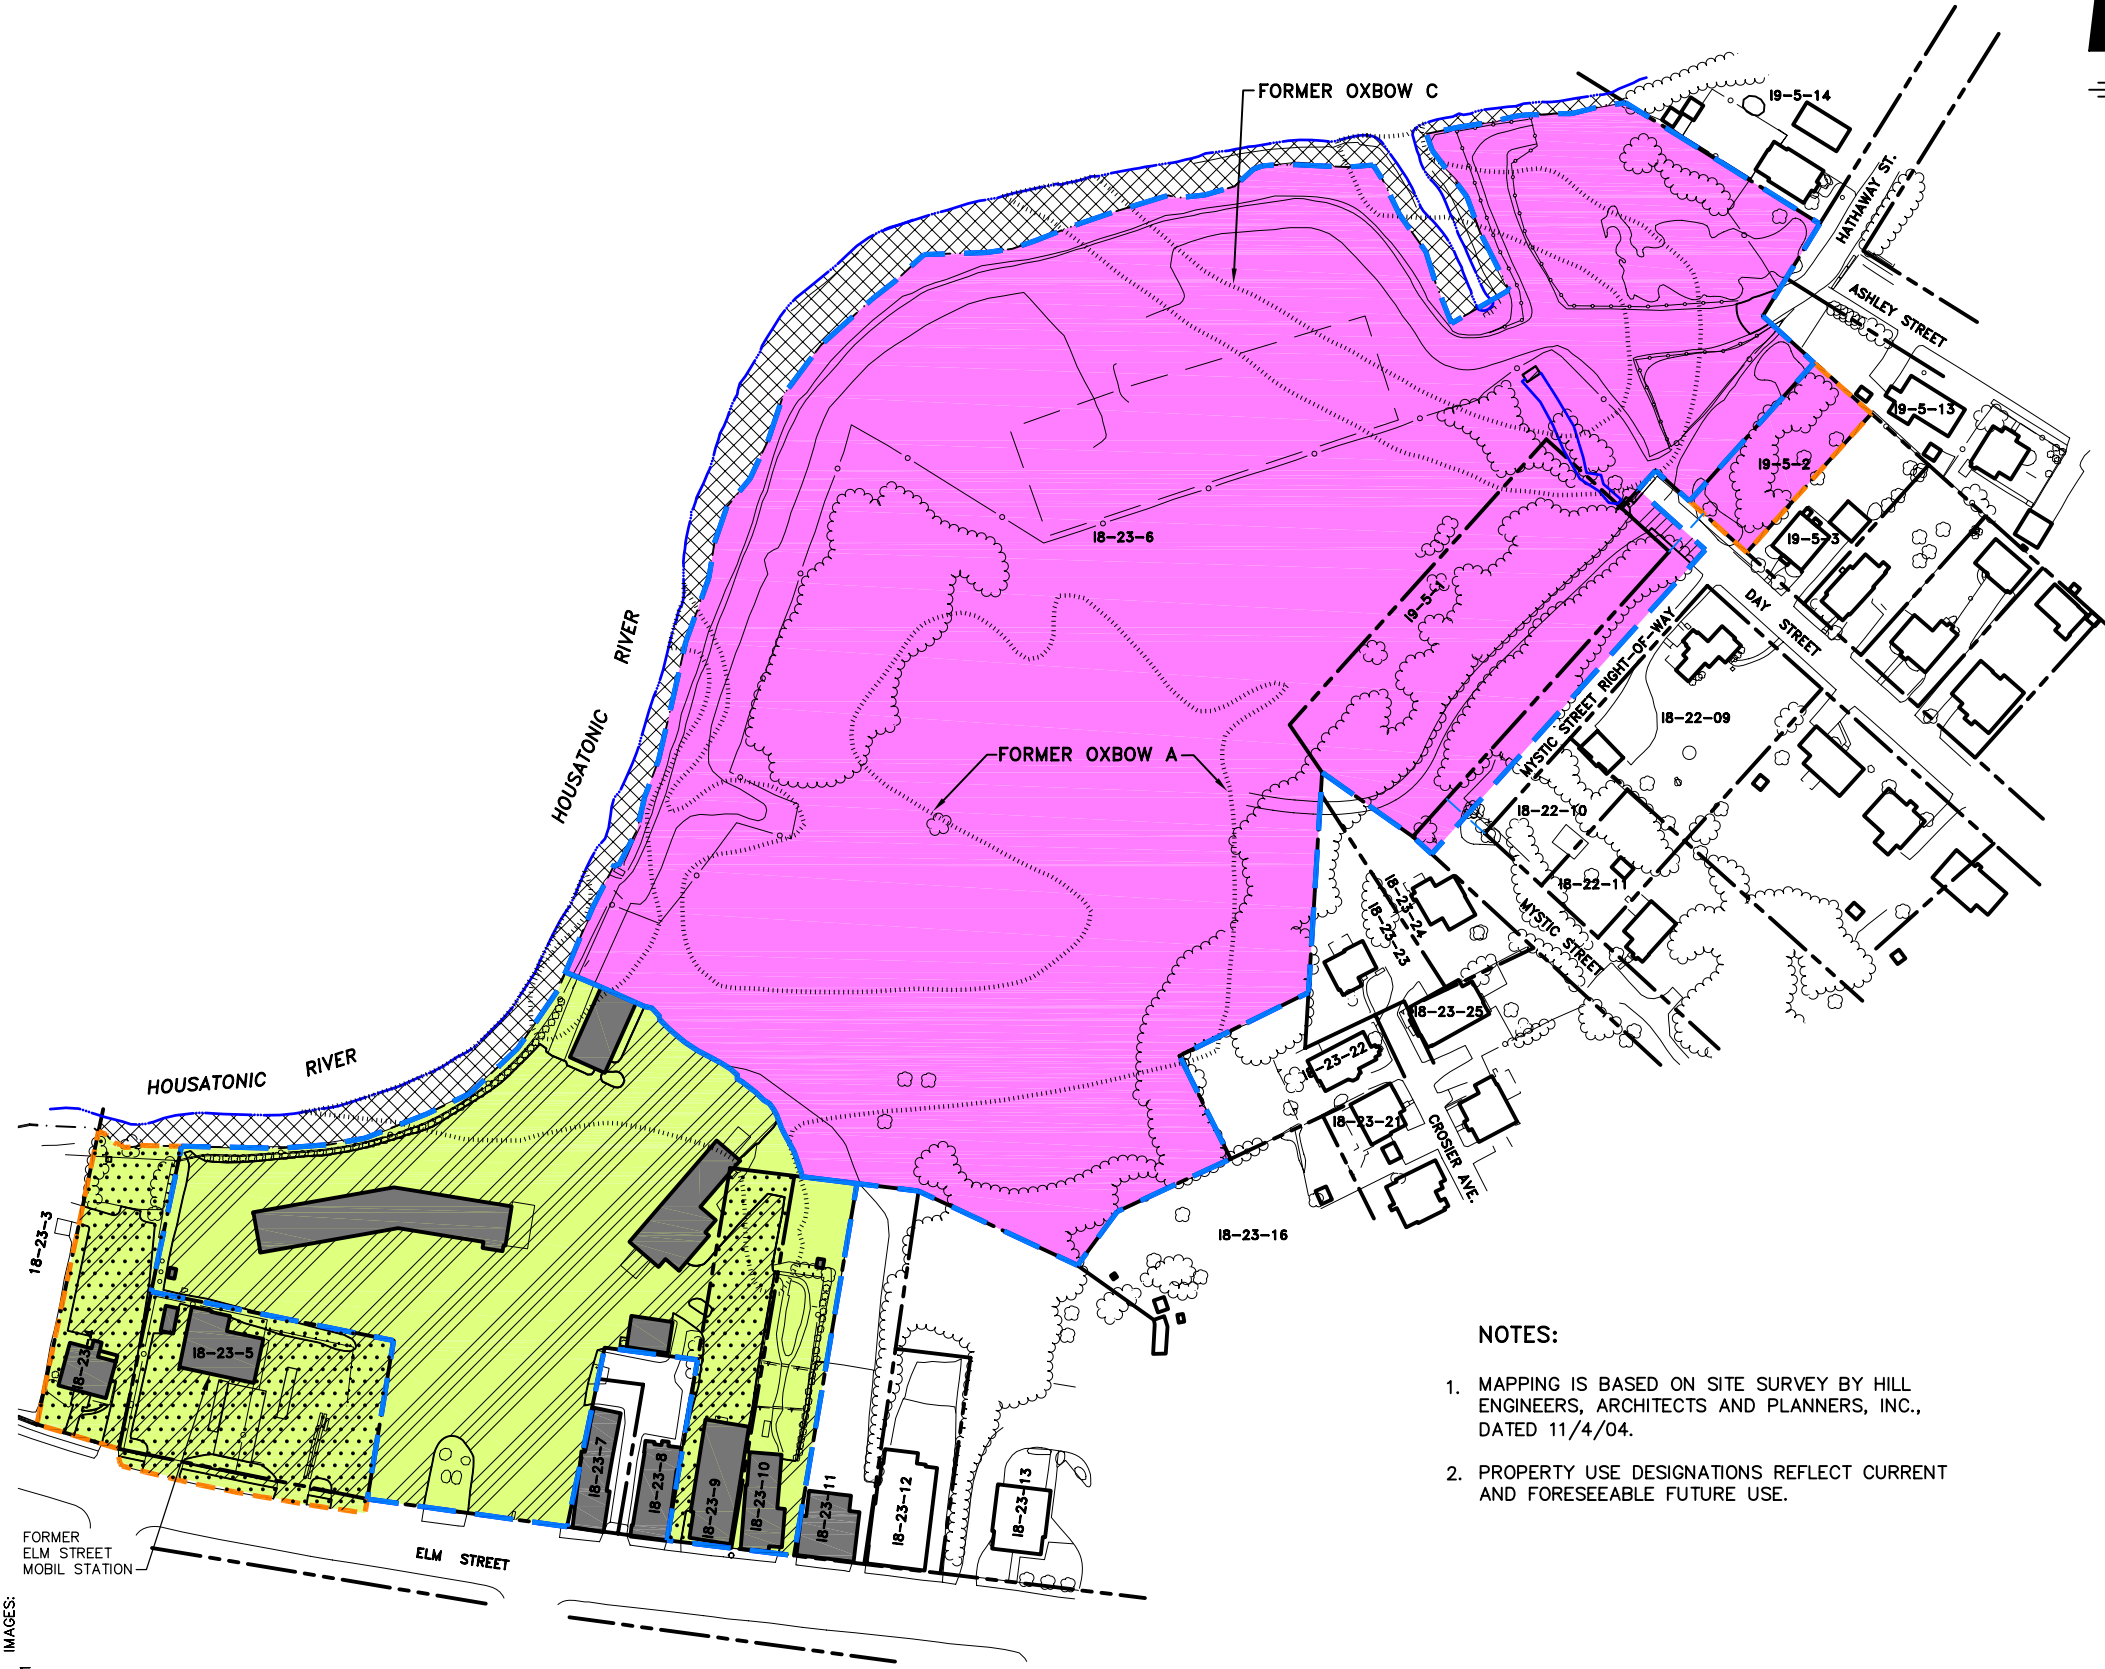 FORMER OXBOW C
19-5-14
HATHAWAY ST.
ASHLEY STREET
19-5-13
19-5-2
19-5-3
18-23-6
19-5-1
DAY STREET
HOUSATONIC RIVER
MYSTIC STREET RIGHT-OF-WAY
18-22-09
FORMER OXBOW A
18-22-10
18-22-11
MYSTIC STREET
18-23-24
18-23-23
18-23-25
18-23-22
18-23-21
CROSIER AVE.
HOUSATONIC RIVER
18-23-16
18-23-3
18-23-5
18-23-7
18-23-8
18-23-9
18-23-10
18-23-11
18-23-12
18-23-13
FORMER
ELM STREET
MOBIL STATION
ELM STREET
NOTES:
1. MAPPING IS BASED ON SITE SURVEY BY HILL
ENGINEERS, ARCHITECTS AND PLANNERS, INC.,
DATED 11/4/04.
2. PROPERTY USE DESIGNATIONS REFLECT CURRENT
AND FORESEEABLE FUTURE USE.
IMAGES: